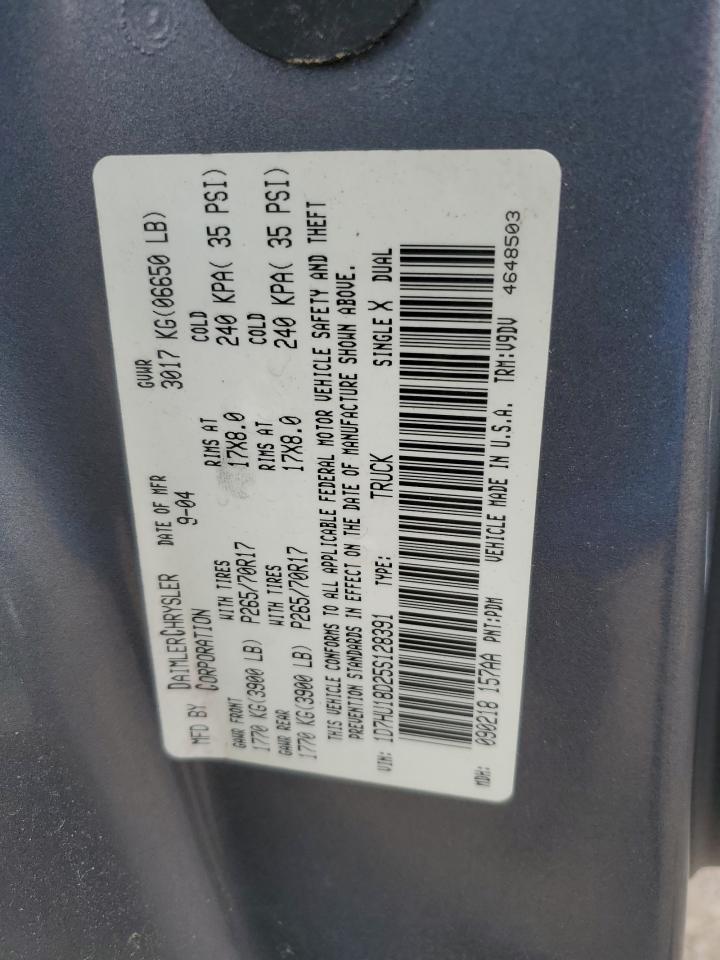 MFD BY DAIMLERCHRYSLER CORPORATION DATE OF MFR 9-04 GVWR 3017 KG(06650 LB)
GAWR FRONT WITH TIRES RIMS AT COLD
1770 KG(3900 LB) P265/70R17 17X8.0 240 KPA( 35 PSI)
GAWR REAR WITH TIRES RIMS AT COLD
1770 KG(3900 LB) P265/70R17 17X8.0 240 KPA( 35 PSI)
THIS VEHICLE CONFORMS TO ALL APPLICABLE FEDERAL MOTOR VEHICLE SAFETY AND THEFT
PREVENTION STANDARDS IN EFFECT ON THE DATE OF MANUFACTURE SHOWN ABOVE.
VIN: 1D7HU18D25S128391 TYPE: TRUCK SINGLE X DUAL
MDH: 090218 157AA PNT:PDM VEHICLE MADE IN U.S.A. TRM:V9DV
4648503